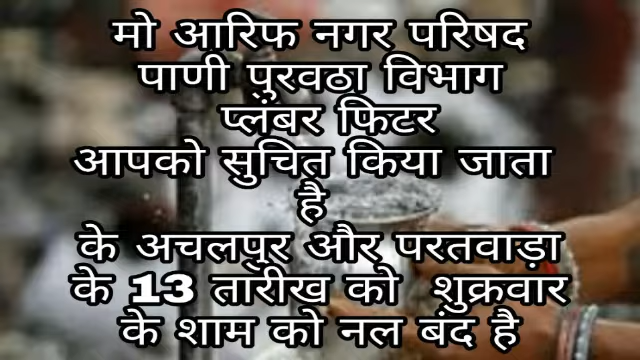 मो आरिफ नगर परिषद
पाणी पुरवठा विभाग
प्लंबर फिटर
आपको सुचित किया जाता
है
के अचलपुर और परतवाड़ा
के 13 तारीख को शुक्रवार
के शाम को नल बंद है